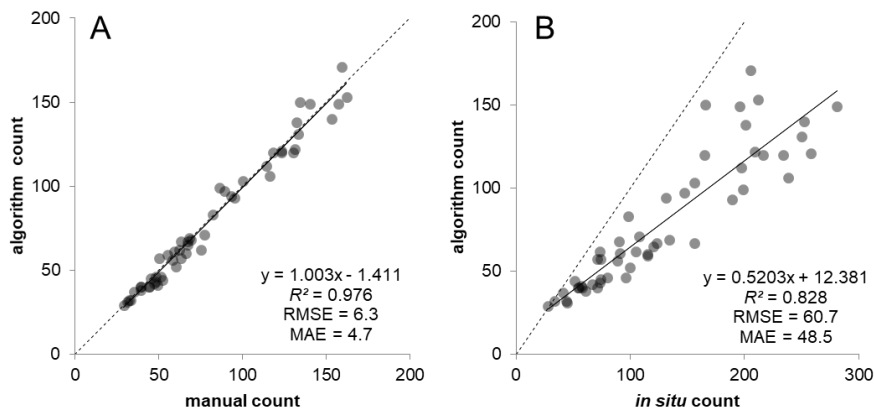 A
200
150
100
50
0
algorithm count
y = 1.003x - 1.411
R² = 0.976
RMSE = 6.3
MAE = 4.7
0 50 100 150 200
manual count
B
200
150
100
50
0
algorithm count
y = 0.5203x + 12.381
R² = 0.828
RMSE = 60.7
MAE = 48.5
0 100 200 300
in situ count